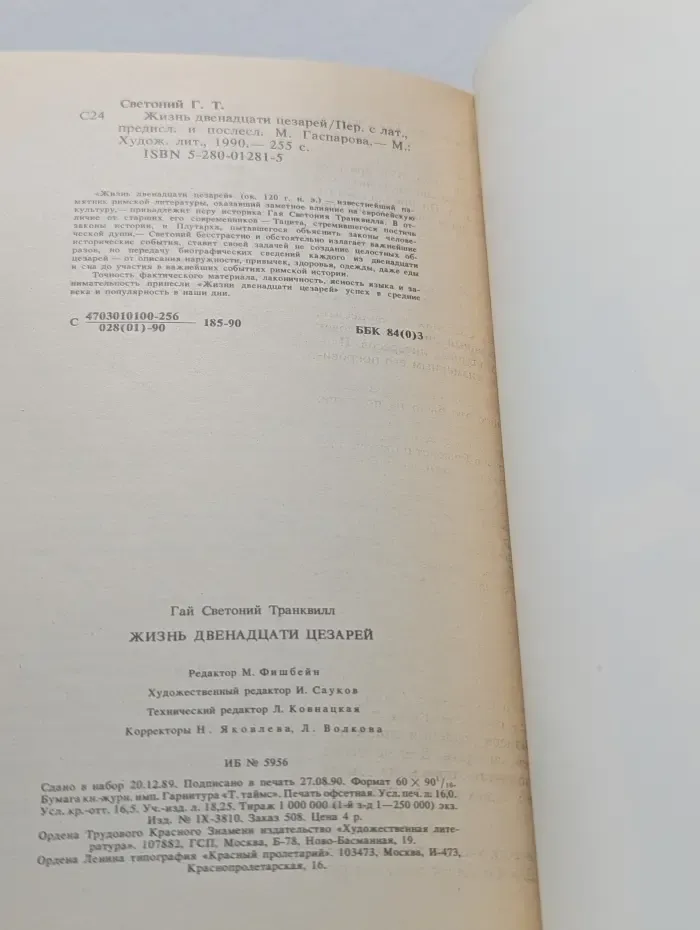 Светоний Г. Т.
С24 Жизнь двенадцати цезарей/Пер. с лат.,
предисл. и послесл. М. Гаспарова.— М.:
Худож. лит., 1990.— 255 с.
ISBN 5-280-01281-5
«Жизнь двенадцати цезарей» (ок. 120 г. н. э.) — известнейший па-
мятник римской литературы, оказавший заметное влияние на европейскую
культуру,— принадлежит перу историка Гая Светония Транквилла. В от-
личие от старших его современников — Тацита, стремившегося постичь
законы истории, и Плутарха, пытавшегося объяснить законы челове-
ческой души,— Светоний бесстрастно и обстоятельно излагает важнейшие
исторические события, ставит своей задачей не создание целостных об-
разов, но передачу биографических сведений каждого из двенадцати
цезарей — от описания наружности, привычек, здоровья, одежды, даже еды
и сна до участия в важнейших событиях римской истории.
Точность фактического материала, лаконичность, ясность языка и за-
нимательность принесли «Жизни двенадцати цезарей» успех в средние
века и популярность в наши дни.
С 4703010100-256 185-90 ББК 84(0)3
028(01)-90
Гай Светоний Транквилл
ЖИЗНЬ ДВЕНАДЦАТИ ЦЕЗАРЕЙ
Редактор М. Фишбейн
Художественный редактор И. Сауков
Технический редактор Л. Ковнацкая
Корректоры Н. Яковлева, Л. Волкова
ИБ № 5956
Сдано в набор 20.12.89. Подписано в печать 27.08.90. Формат 60 × 90¹/₁₆.
Бумага кн.-журн. имп. Гарнитура «Т. таймс». Печать офсетная. Усл. печ. л. 16,0.
Усл. кр.-отт. 16,5. Уч.-изд. л. 18,25. Тираж 1 000 000 (1-й з-д 1—250 000) экз.
Изд. № IX-3810. Заказ 508. Цена 4 р.
Ордена Трудового Красного Знамени издательство «Художественная лите-
ратура». 107882, ГСП, Москва, Б-78, Ново-Басманная, 19.
Ордена Ленина типография «Красный пролетарий». 103473, Москва, И-473,
Краснопролетарская, 16.